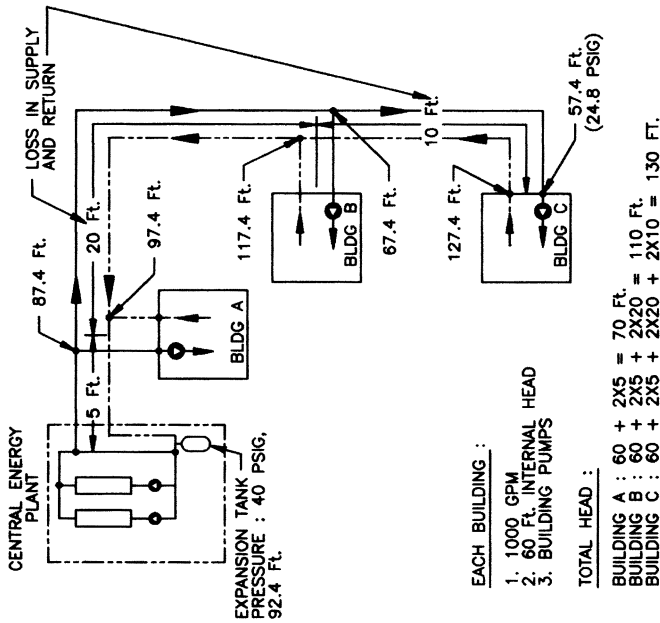 CENTRAL ENERGY
PLANT
87.4 Ft.
LOSS IN SUPPLY
AND RETURN
5 Ft.
20 Ft.
97.4 Ft.
EXPANSION TANK
PRESSURE : 40 PSIG,
92.4 Ft.
BLDG A
117.4 Ft.
BLDG B
67.4 Ft.
10 Ft.
127.4 Ft.
BLDG C
57.4 Ft.
(24.8 PSIG)
EACH BUILDING :
1. 1000 GPM
2. 60 Ft. INTERNAL HEAD
3. BUILDING PUMPS
TOTAL HEAD :
BUILDING A : 60 + 2X5 = 70 Ft.
BUILDING B : 60 + 2X5 + 2X20 = 110 Ft.
BUILDING C : 60 + 2X5 + 2X20 + 2X10 = 130 FT.